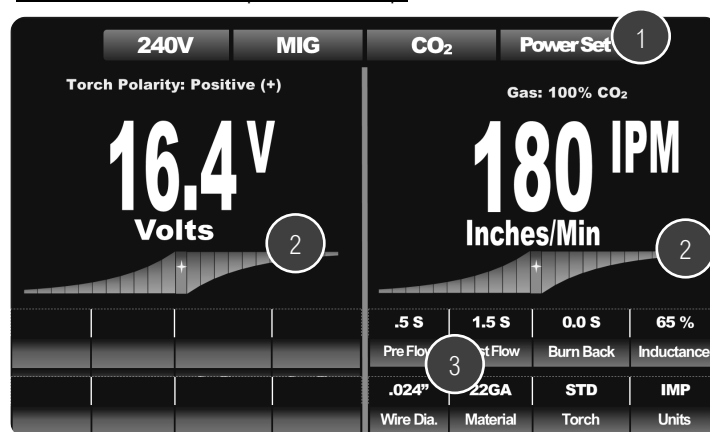 240V MIG CO₂ Power Set 1
Torch Polarity: Positive (+)
Gas: 100% CO₂
16.4 V
180 IPM
Volts
Inches/Min
2
2
.5 S 1.5 S 0.0 S 65 %
Pre Flow Flow Burn Back Inductance
3
.024” 22GA STD IMP
Wire Dia. Material Torch Units